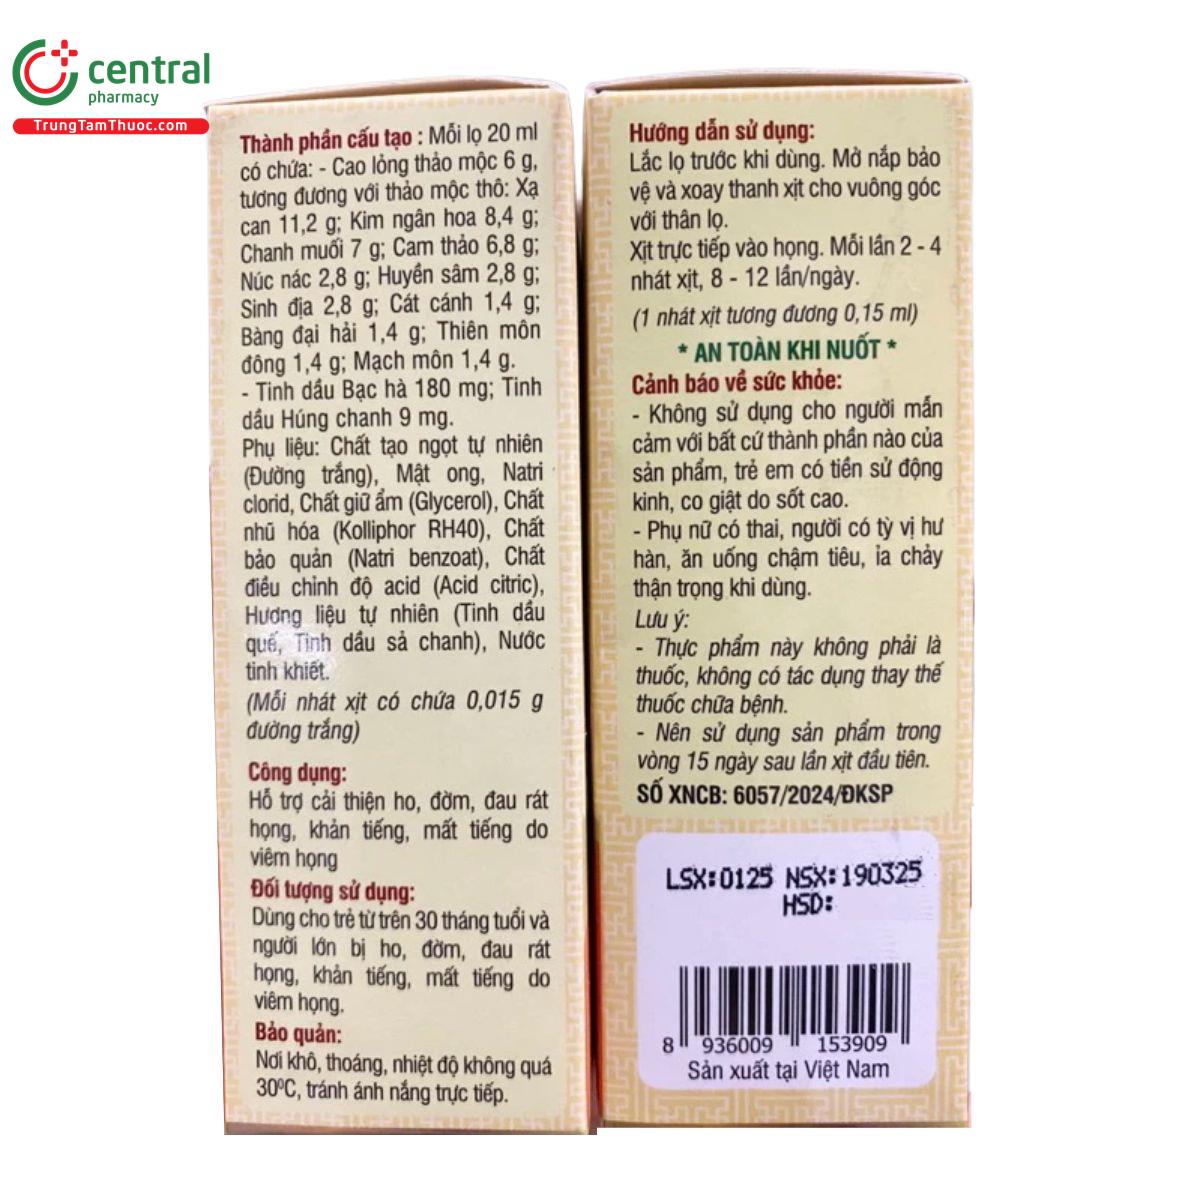 central
pharmacy
TrungTamThuoc.com
Thành phần cấu tạo : Mỗi lọ 20 ml
có chứa: - Cao lỏng thảo mộc 6 g,
tương đương với thảo mộc thô: Xạ
can 11,2 g; Kim ngân hoa 8,4 g;
Chanh muối 7 g; Cam thảo 6,8 g;
Núc nác 2,8 g; Huyền sâm 2,8 g;
Sinh địa 2,8 g; Cát cánh 1,4 g;
Bàng đại hải 1,4 g; Thiên môn
đông 1,4 g; Mạch môn 1,4 g.
- Tinh dầu Bạc hà 180 mg; Tinh
dầu Húng chanh 9 mg.
Phụ liệu: Chất tạo ngọt tự nhiên
(Đường trắng), Mật ong, Natri
clorid, Chất giữ ẩm (Glycerol), Chất
nhũ hóa (Kolliphor RH40), Chất
bảo quản (Natri benzoat), Chất
điều chỉnh độ acid (Acid citric),
Hương liệu tự nhiên (Tinh dầu
quế, Tinh dầu sả chanh), Nước
tinh khiết.
(Mỗi nhát xịt có chứa 0,015 g
đường trắng)
Công dụng:
Hỗ trợ cải thiện ho, đờm, đau rát
họng, khản tiếng, mất tiếng do
viêm họng
Đối tượng sử dụng:
Dùng cho trẻ từ trên 30 tháng tuổi và
người lớn bị ho, đờm, đau rát
họng, khản tiếng, mất tiếng do
viêm họng.
Bảo quản:
Nơi khô, thoáng, nhiệt độ không quá
30⁰C, tránh ánh nắng trực tiếp.
Hướng dẫn sử dụng:
Lắc lọ trước khi dùng. Mở nắp bảo
vệ và xoay thanh xịt cho vuông góc
với thân lọ.
Xịt trực tiếp vào họng. Mỗi lần 2 - 4
nhát xịt, 8 - 12 lần/ngày.
(1 nhát xịt tương đương 0,15 ml)
* AN TOÀN KHI NUỐT *
Cảnh báo về sức khỏe:
- Không sử dụng cho người mẫn
cảm với bất cứ thành phần nào của
sản phẩm, trẻ em có tiền sử động
kinh, co giật do sốt cao.
- Phụ nữ có thai, người có tỳ vị hư
hàn, ăn uống chậm tiêu, ỉa chảy
thận trọng khi dùng.
Lưu ý:
- Thực phẩm này không phải là
thuốc, không có tác dụng thay thế
thuốc chữa bệnh.
- Nên sử dụng sản phẩm trong
vòng 15 ngày sau lần xịt đầu tiên.
SỐ XNCB: 6057/2024/ĐKSP
LSX:0125 NSX:190325
HSD:
8 936009 153909
Sản xuất tại Việt Nam